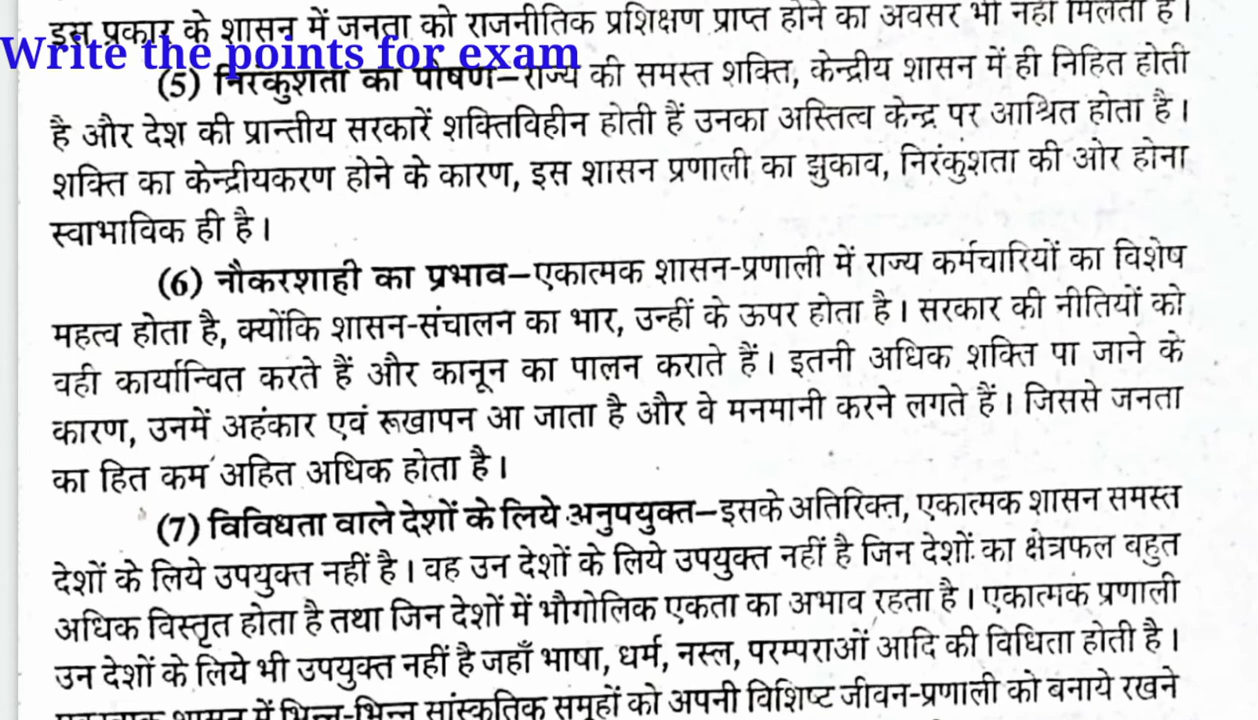 इस प्रकार के शासन में जनता को राजनीतिक प्रशिक्षण प्राप्त होने का अवसर भी नहीं मिलता है।
Write the points for exam
(5) निरंकुशता का पोषण–राज्य की समस्त शक्ति, केन्द्रीय शासन में ही निहित होती
है और देश की प्रान्तीय सरकारें शक्तिविहीन होती हैं उनका अस्तित्व केन्द्र पर आश्रित होता है।
शक्ति का केन्द्रीयकरण होने के कारण, इस शासन प्रणाली का झुकाव, निरंकुशता की ओर होना
स्वाभाविक ही है।
(6) नौकरशाही का प्रभाव–एकात्मक शासन-प्रणाली में राज्य कर्मचारियों का विशेष
महत्व होता है, क्योंकि शासन-संचालन का भार, उन्हीं के ऊपर होता है। सरकार की नीतियों को
वही कार्यान्वित करते हैं और कानून का पालन कराते हैं। इतनी अधिक शक्ति पा जाने के
कारण, उनमें अहंकार एवं रूखापन आ जाता है और वे मनमानी करने लगते हैं। जिससे जनता
का हित कम अहित अधिक होता है।
(7) विविधता वाले देशों के लिये अनुपयुक्त–इसके अतिरिक्त, एकात्मक शासन समस्त
देशों के लिये उपयुक्त नहीं है। वह उन देशों के लिये उपयुक्त नहीं है जिन देशों का क्षेत्रफल बहुत
अधिक विस्तृत होता है तथा जिन देशों में भौगोलिक एकता का अभाव रहता है। एकात्मक प्रणाली
उन देशों के लिये भी उपयुक्त नहीं है जहाँ भाषा, धर्म, नस्ल, परम्पराओं आदि की विधिता होती है।
शासन में भिन्न-भिन्न सांस्कृतिक समूहों को अपनी विशिष्ट जीवन-प्रणाली को बनाये रखने